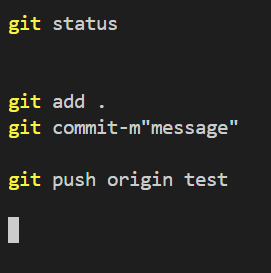 git status
git add .
git commit-m"message"
git push origin test